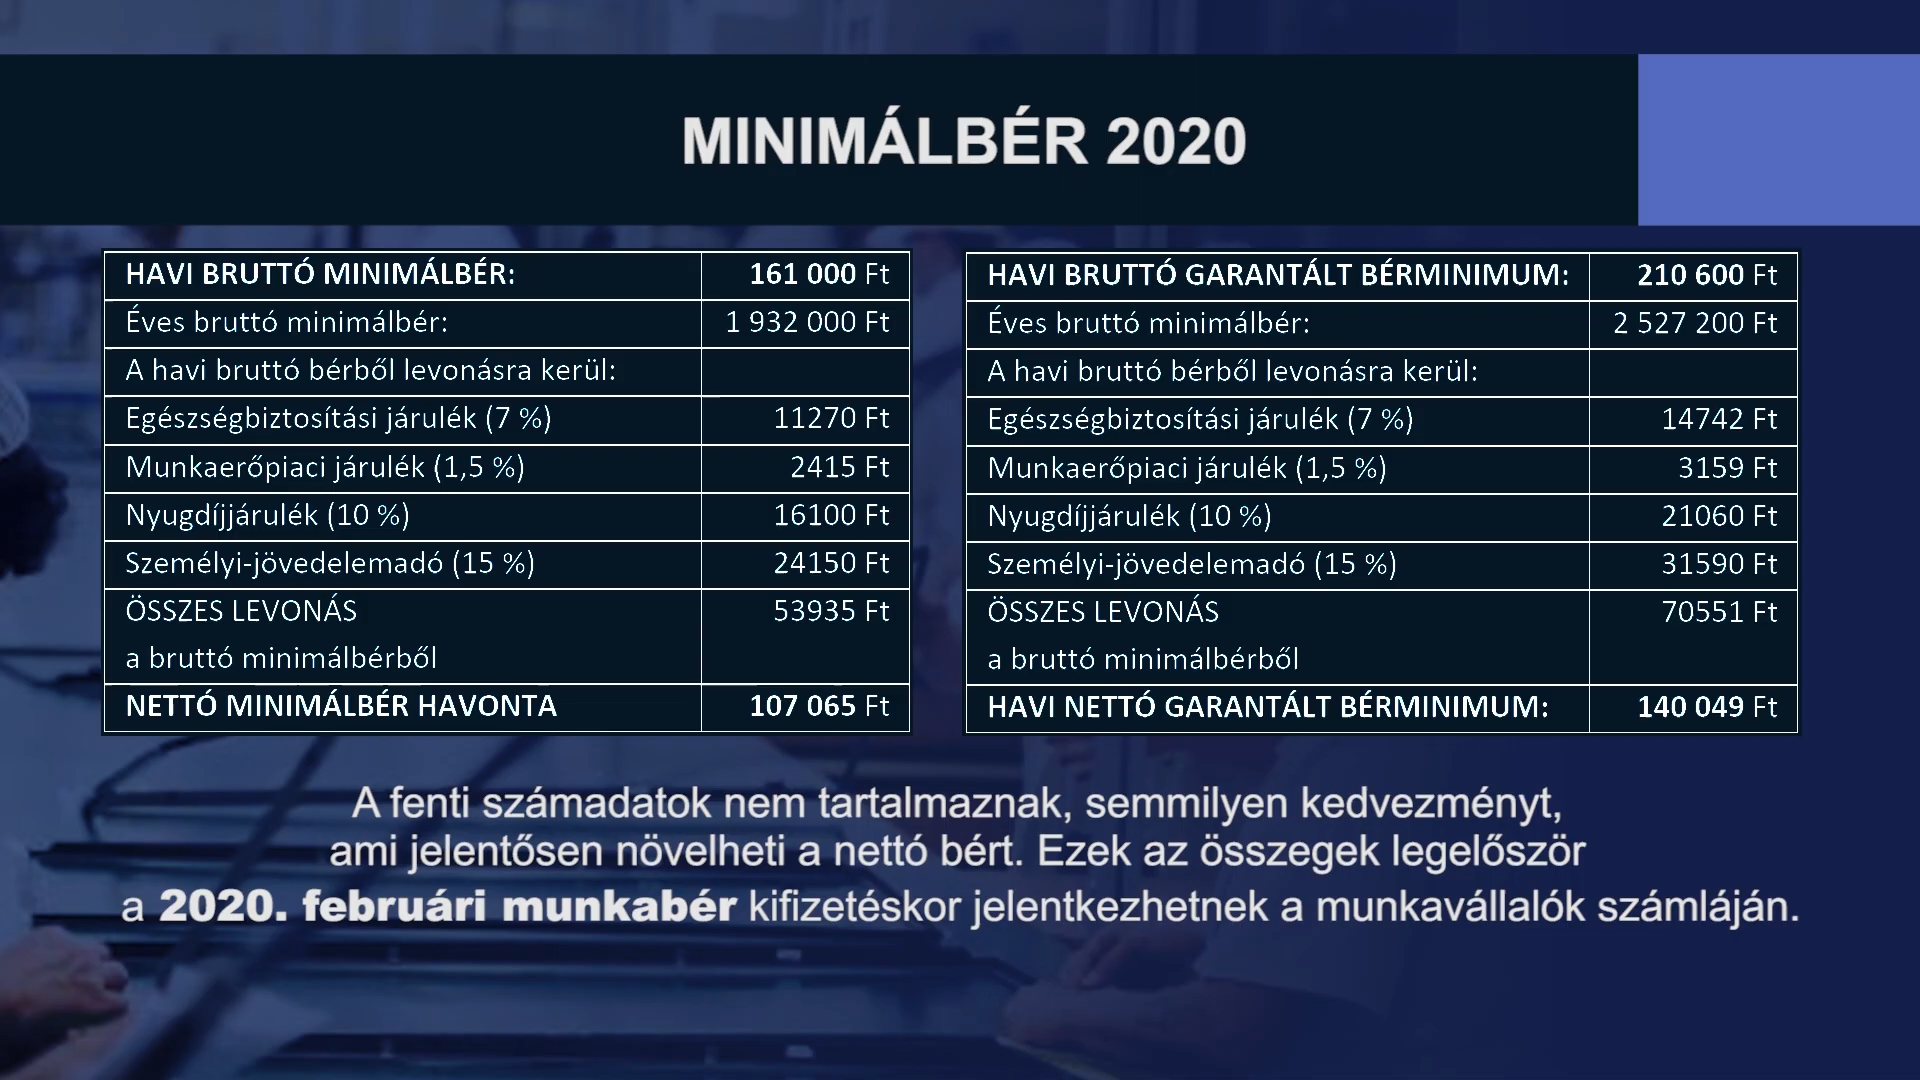 MINIMÁLBÉR 2020
HAVI BRUTTÓ MINIMÁLBÉR: 161 000 Ft
Éves bruttó minimálbér: 1 932 000 Ft
A havi bruttó bérből levonásra kerül:
Egészségbiztosítási járulék (7 %) 11270 Ft
Munkaerőpiaci járulék (1,5 %) 2415 Ft
Nyugdíjjárulék (10 %) 16100 Ft
Személyi-jövedelemadó (15 %) 24150 Ft
ÖSSZES LEVONÁS 53935 Ft
a bruttó minimálbérből
NETTÓ MINIMÁLBÉR HAVONTA 107 065 Ft
HAVI BRUTTÓ GARANTÁLT BÉRMINIMUM: 210 600 Ft
Éves bruttó minimálbér: 2 527 200 Ft
A havi bruttó bérből levonásra kerül:
Egészségbiztosítási járulék (7 %) 14742 Ft
Munkaerőpiaci járulék (1,5 %) 3159 Ft
Nyugdíjjárulék (10 %) 21060 Ft
Személyi-jövedelemadó (15 %) 31590 Ft
ÖSSZES LEVONÁS 70551 Ft
a bruttó minimálbérből
HAVI NETTÓ GARANTÁLT BÉRMINIMUM: 140 049 Ft
A fenti számadatok nem tartalmaznak, semmilyen kedvezményt,
ami jelentősen növelheti a nettó bért. Ezek az összegek legelőször
a 2020. februári munkabér kifizetéskor jelentkezhetnek a munkavállalók számláján.